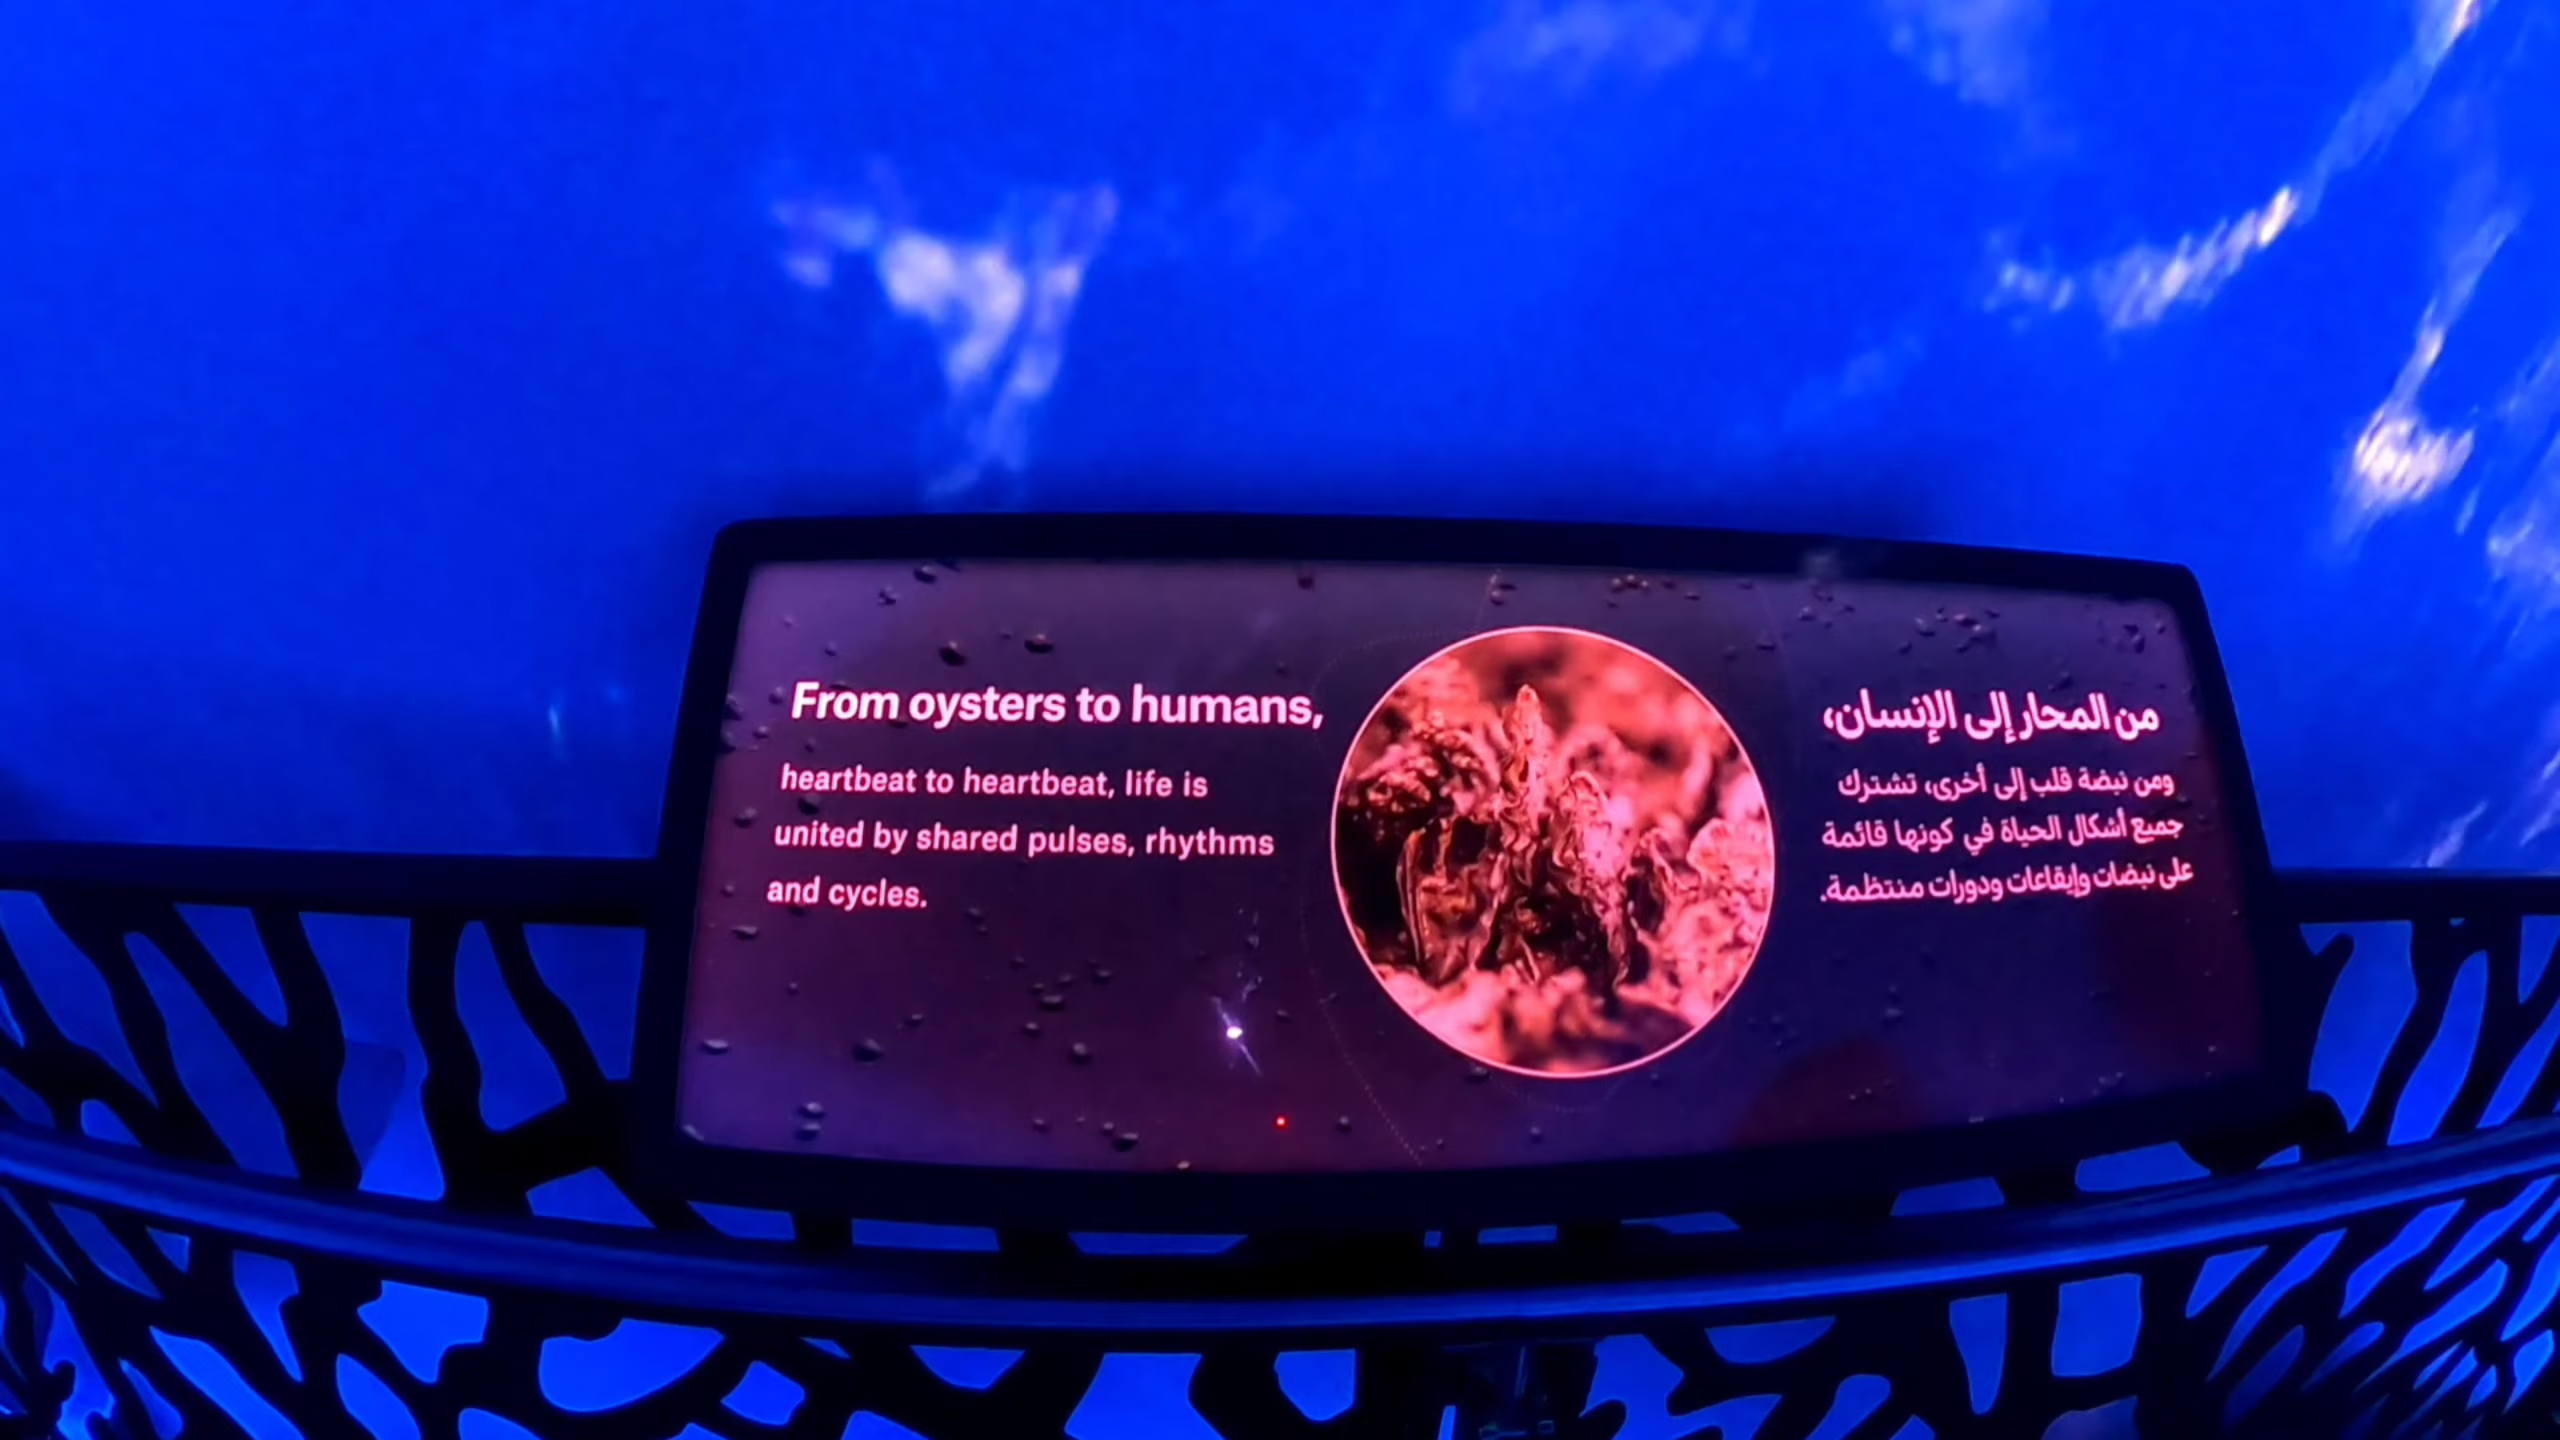 From oysters to humans,
heartbeat to heartbeat, life is
united by shared pulses, rhythms
and cycles.
من المحار إلى الإنسان،
ومن نبضة قلب إلى أخرى، تشترك
جميع أشكال الحياة في كونها قائمة
على نبضات وإيقاعات ودورات منتظمة.